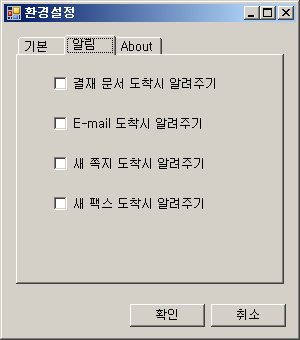 환경설정
기본 알림 About
결재 문서 도착시 알려주기
E-mail 도착시 알려주기
새 쪽지 도착시 알려주기
새 팩스 도착시 알려주기
확인 취소